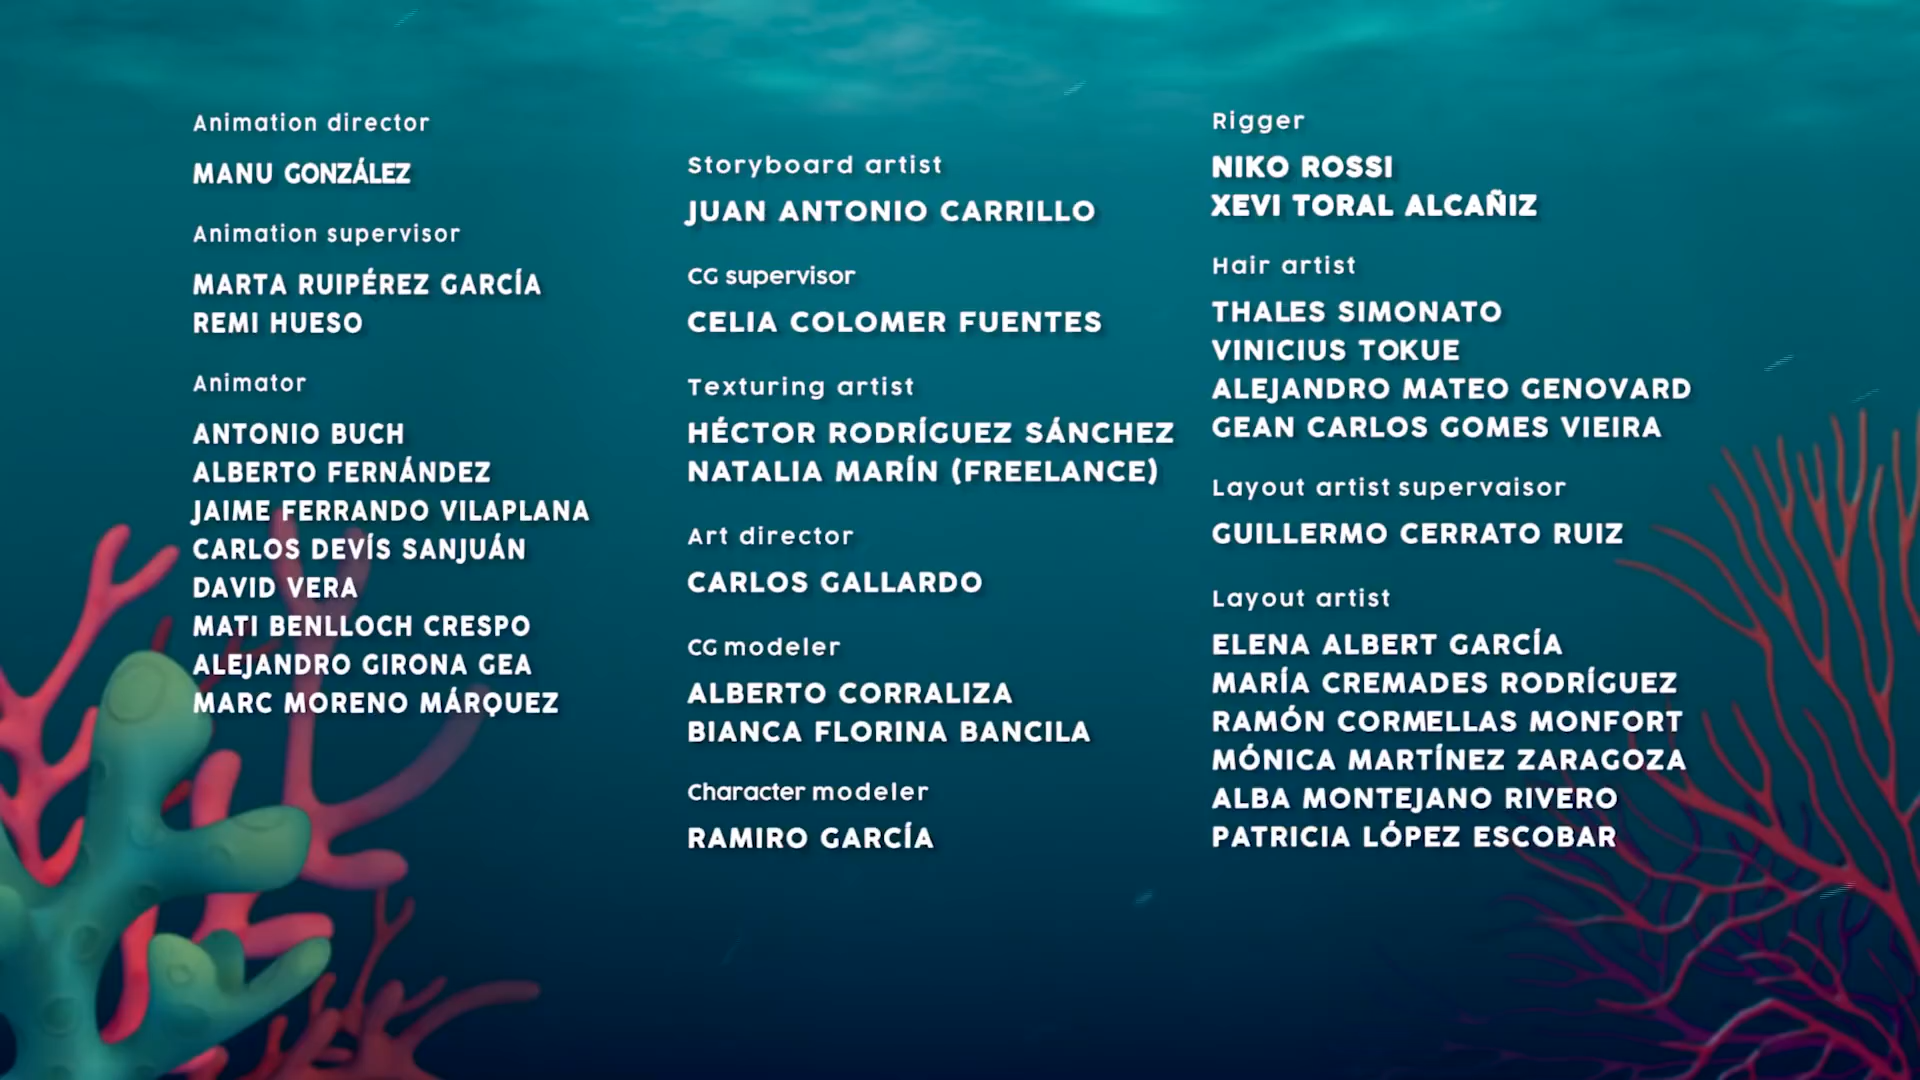 Animation director
MANU GONZÁLEZ
Animation supervisor
MARTA RUIPÉREZ GARCÍA
REMI HUESO
Animator
ANTONIO BUCH
ALBERTO FERNÁNDEZ
JAIME FERRANDO VILAPLANA
CARLOS DEVÍS SANJUÁN
DAVID VERA
MATI BENLLOCH CRESPO
ALEJANDRO GIRONA GEA
MARC MORENO MÁRQUEZ
Storyboard artist
JUAN ANTONIO CARRILLO
CG supervisor
CELIA COLOMER FUENTES
Texturing artist
HÉCTOR RODRÍGUEZ SÁNCHEZ
NATALIA MARÍN (FREELANCE)
Art director
CARLOS GALLARDO
CG modeler
ALBERTO CORRALIZA
BIANCA FLORINA BANCILA
Character modeler
RAMIRO GARCÍA
Rigger
NIKO ROSSI
XEVI TORAL ALCAÑIZ
Hair artist
THALES SIMONATO
VINICIUS TOKUE
ALEJANDRO MATEO GENOVARD
GEAN CARLOS GOMES VIEIRA
Layout artist supervaisor
GUILLERMO CERRATO RUIZ
Layout artist
ELENA ALBERT GARCÍA
MARÍA CREMADES RODRÍGUEZ
RAMÓN CORMELLAS MONFORT
MÓNICA MARTÍNEZ ZARAGOZA
ALBA MONTEJANO RIVERO
PATRICIA LÓPEZ ESCOBAR